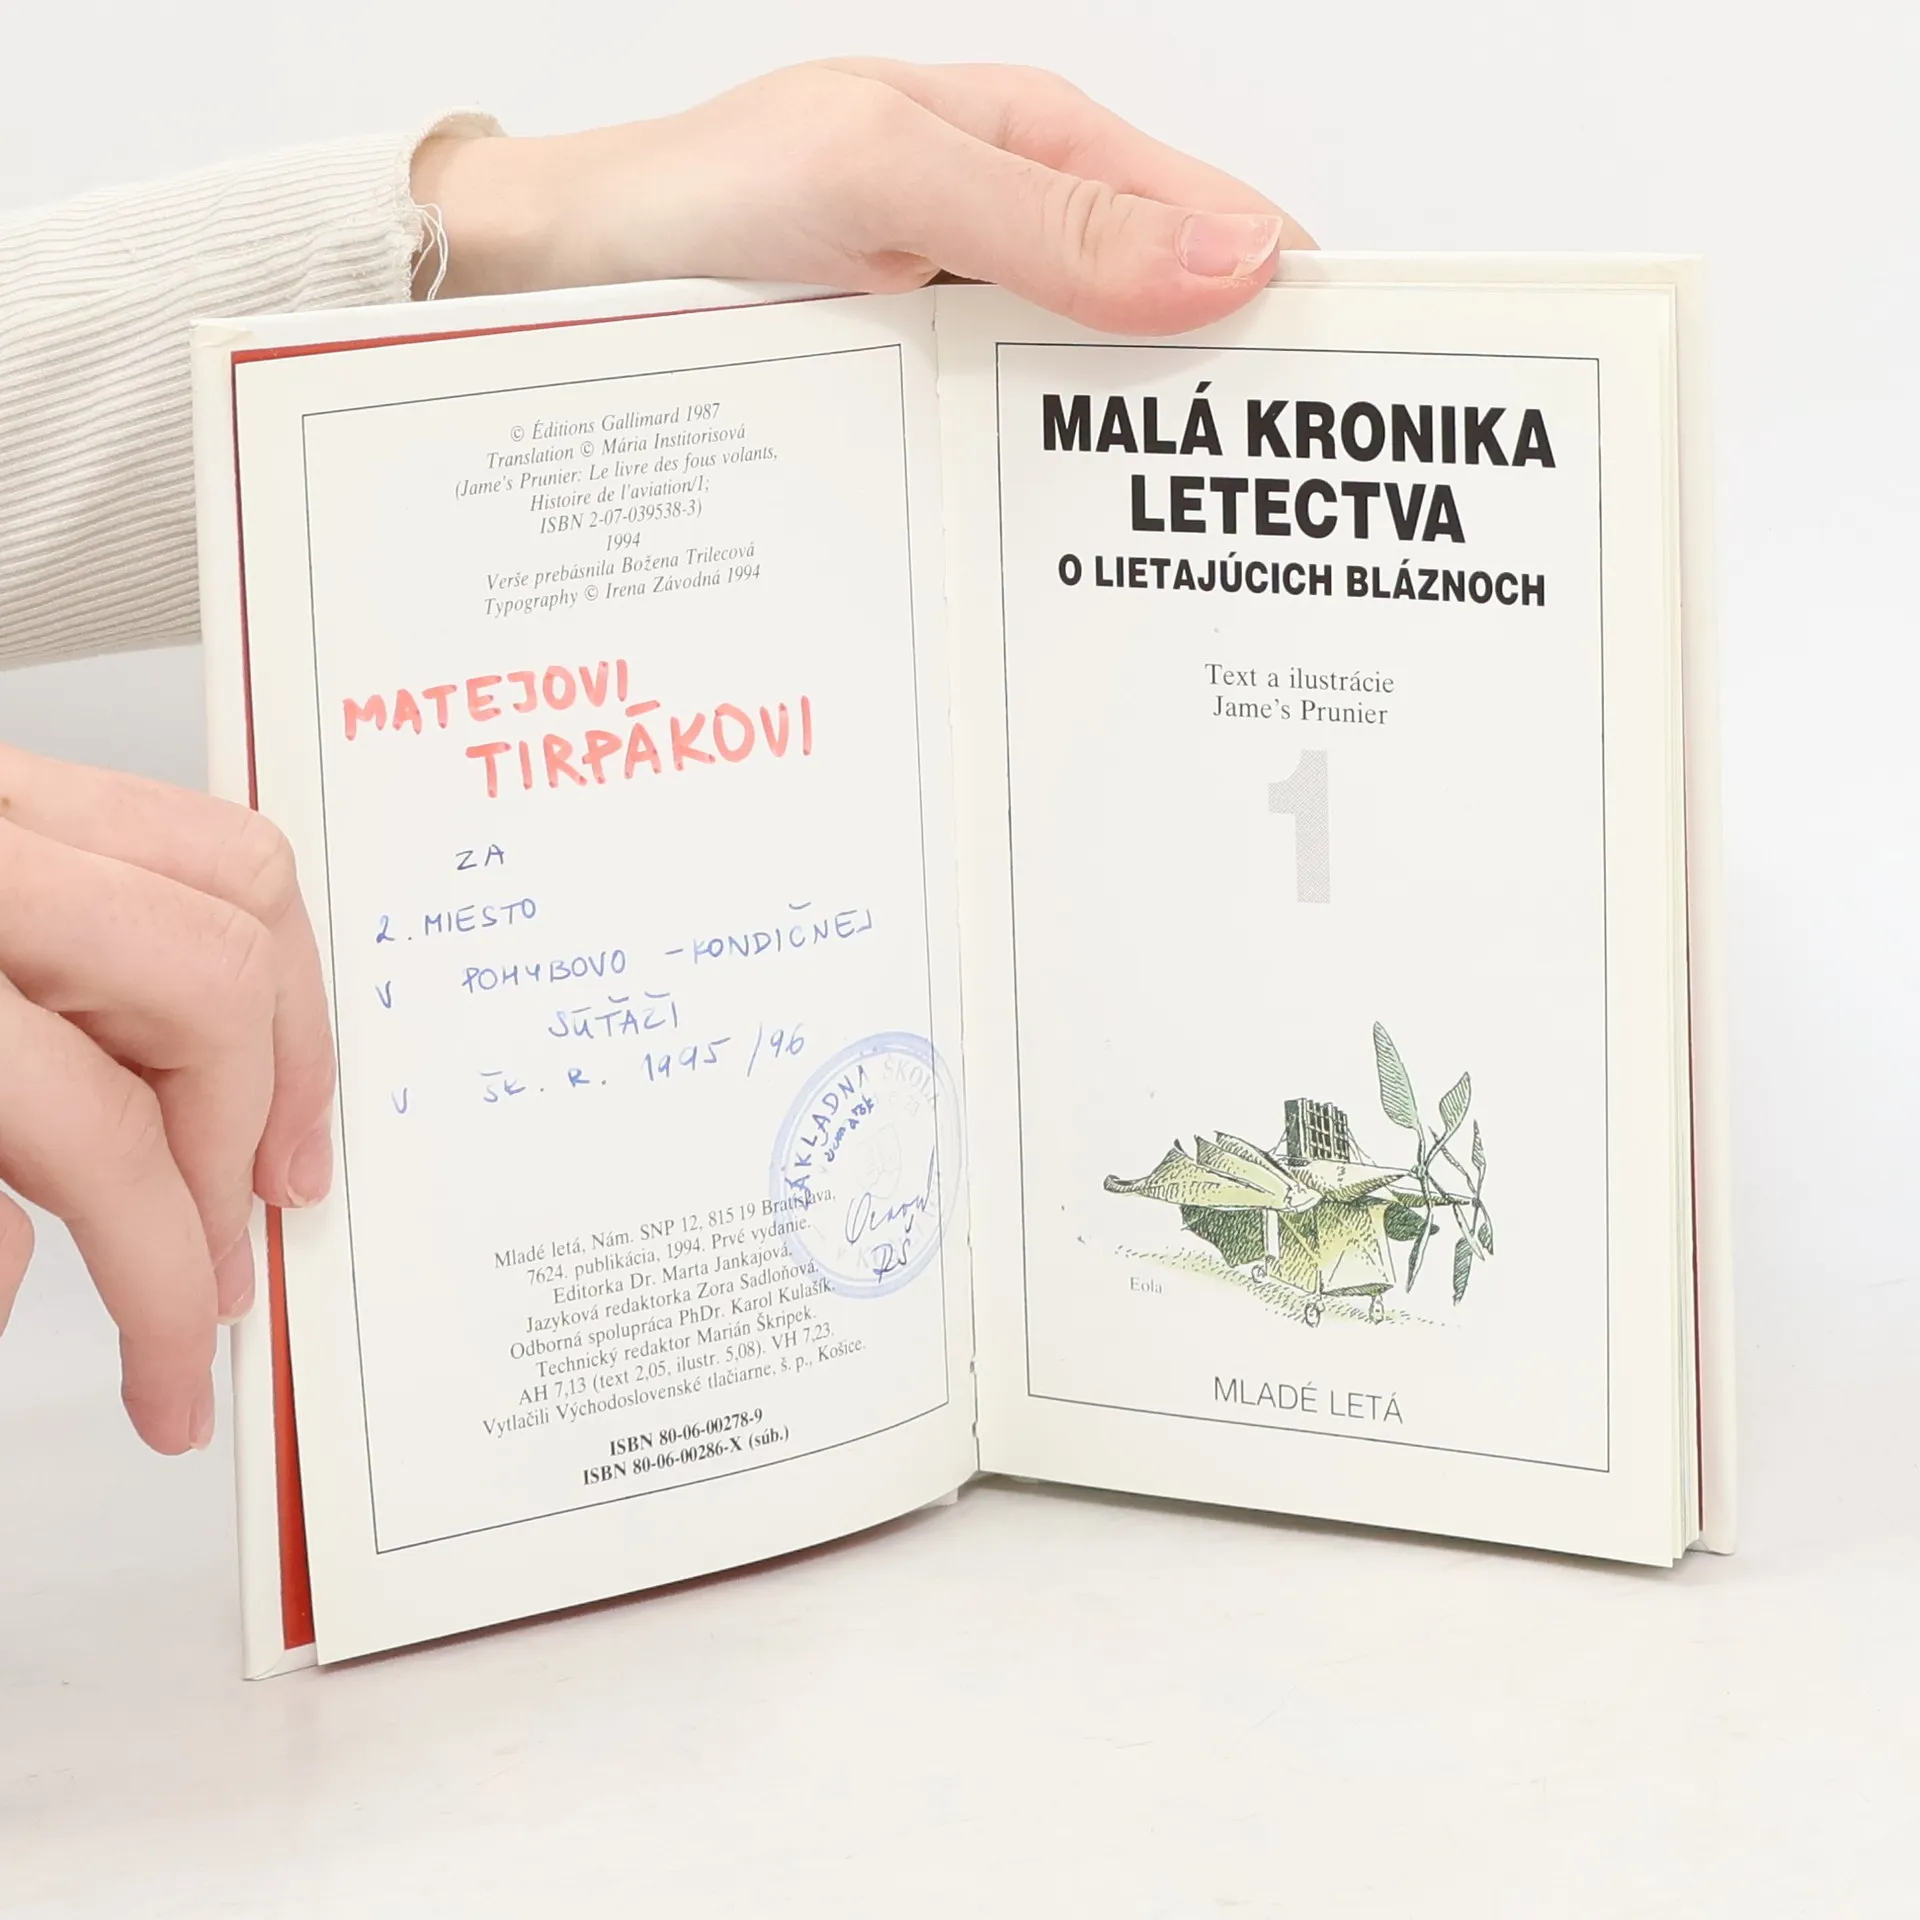 © Éditions Gallimard 1987
Translation © Mária Institorisová
(Jame's Prunier: Le livre des fous volants,
Histoire de l'aviation/1;
ISBN 2-07-039538-3)
1994
Verše prebásnila Božena Trilecová
Typography © Irena Závodná 1994
MATEJOVI
TIRPÁKOVI
ZA
2. MIESTO
V POHYBOVO - KONDIČNEJ
SÚŤAŽI
V ŠK. R. 1995/96
ZÁKLADNÁ ŠKOLA
RŠ
Mladé letá, Nám. SNP 12, 815 19 Bratislava,
7624. publikácia, 1994. Prvé vydanie.
Editorka Dr. Marta Jankajová.
Jazyková redaktorka Zora Sadloňová.
Odborná spolupráca PhDr. Karol Kulašík.
Technický redaktor Marián Škripek.
AH 7,13 (text 2,05, ilustr. 5,08). VH 7,23.
Vytlačili Východoslovenské tlačiarne, š. p., Košice.
ISBN 80-06-00278-9
ISBN 80-06-00286-X (súb.)
MALÁ KRONIKA
LETECTVA
O LIETAJÚCICH BLÁZNOCH
Text a ilustrácie
Jame's Prunier
1
Eola
MLADÉ LETÁ